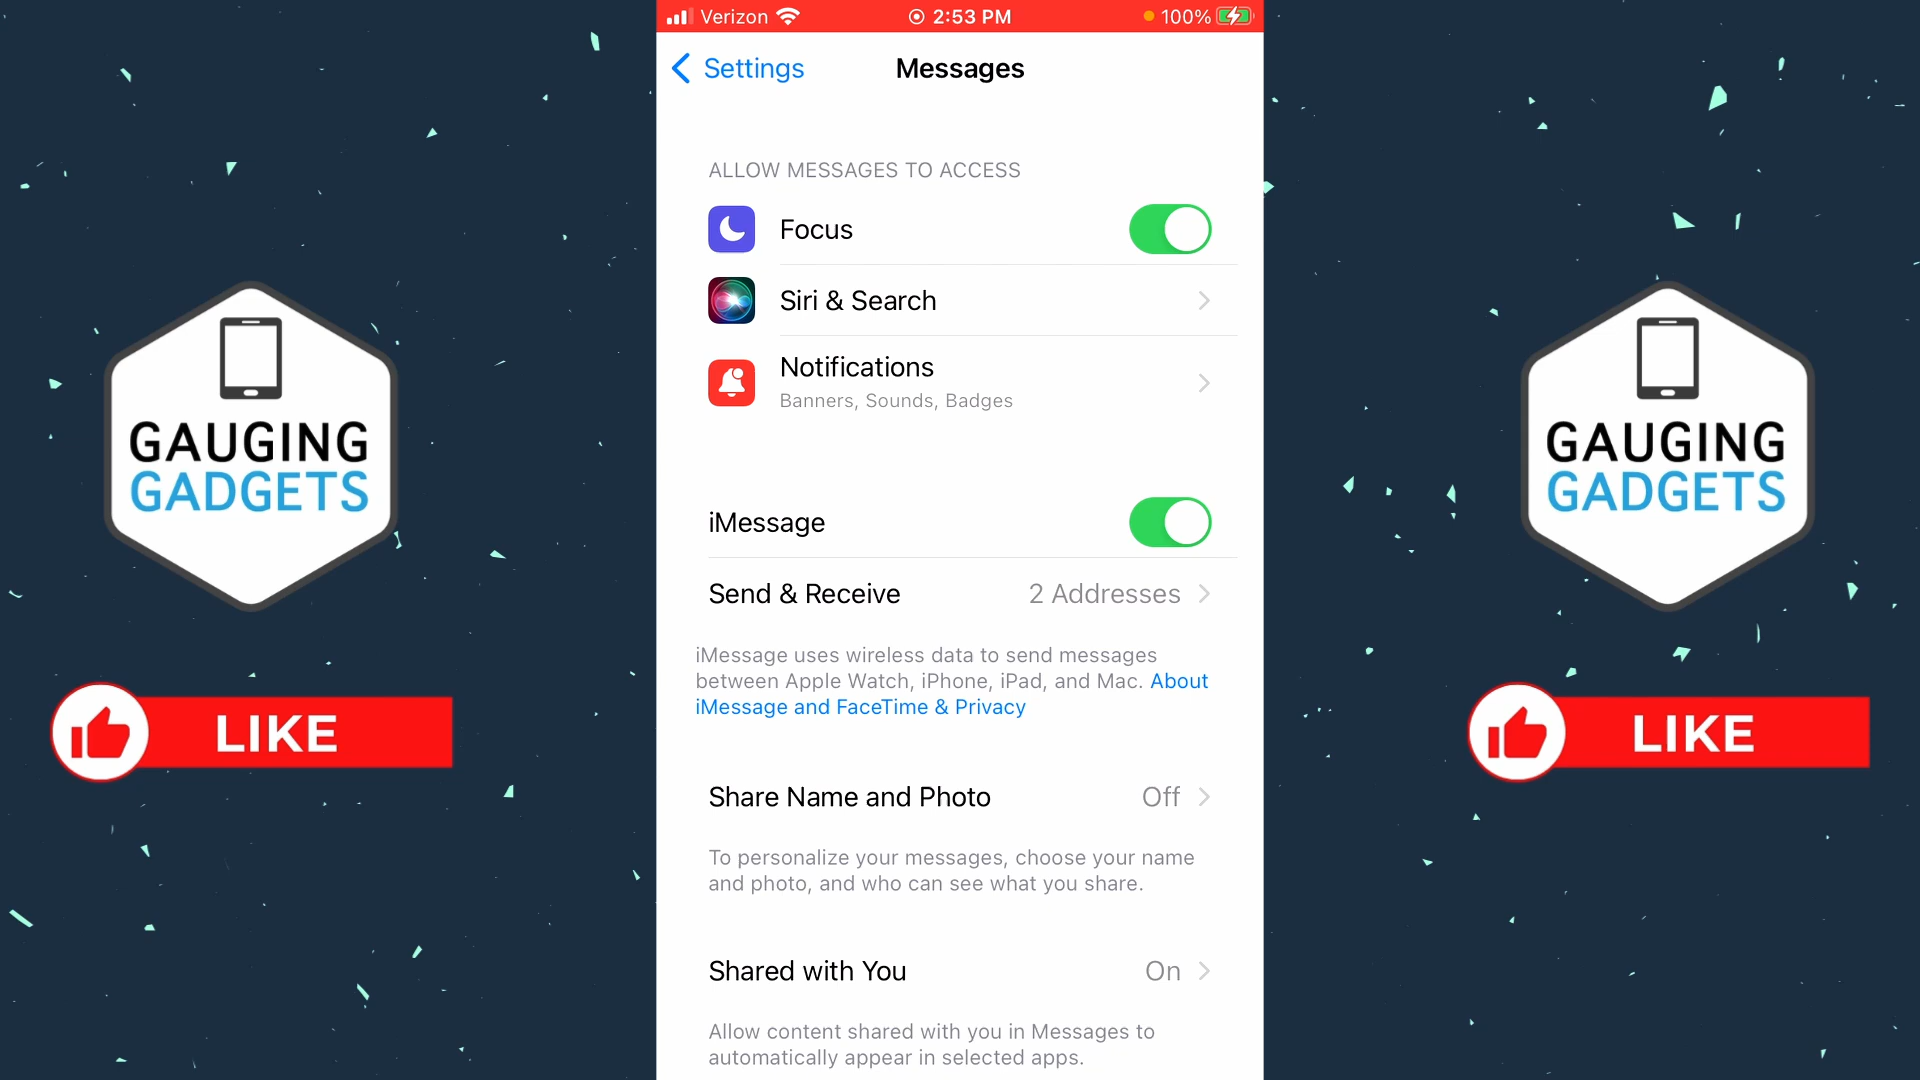 Verizon 2:53 PM 100%
Settings Messages
ALLOW MESSAGES TO ACCESS
Focus
Siri & Search
Notifications
Banners, Sounds, Badges
iMessage
Send & Receive 2 Addresses
iMessage uses wireless data to send messages
between Apple Watch, iPhone, iPad, and Mac. About
iMessage and FaceTime & Privacy
Share Name and Photo Off
To personalize your messages, choose your name
and photo, and who can see what you share.
Shared with You On
Allow content shared with you in Messages to
automatically appear in selected apps.
GAUGING
GADGETS
LIKE
GAUGING
GADGETS
LIKE